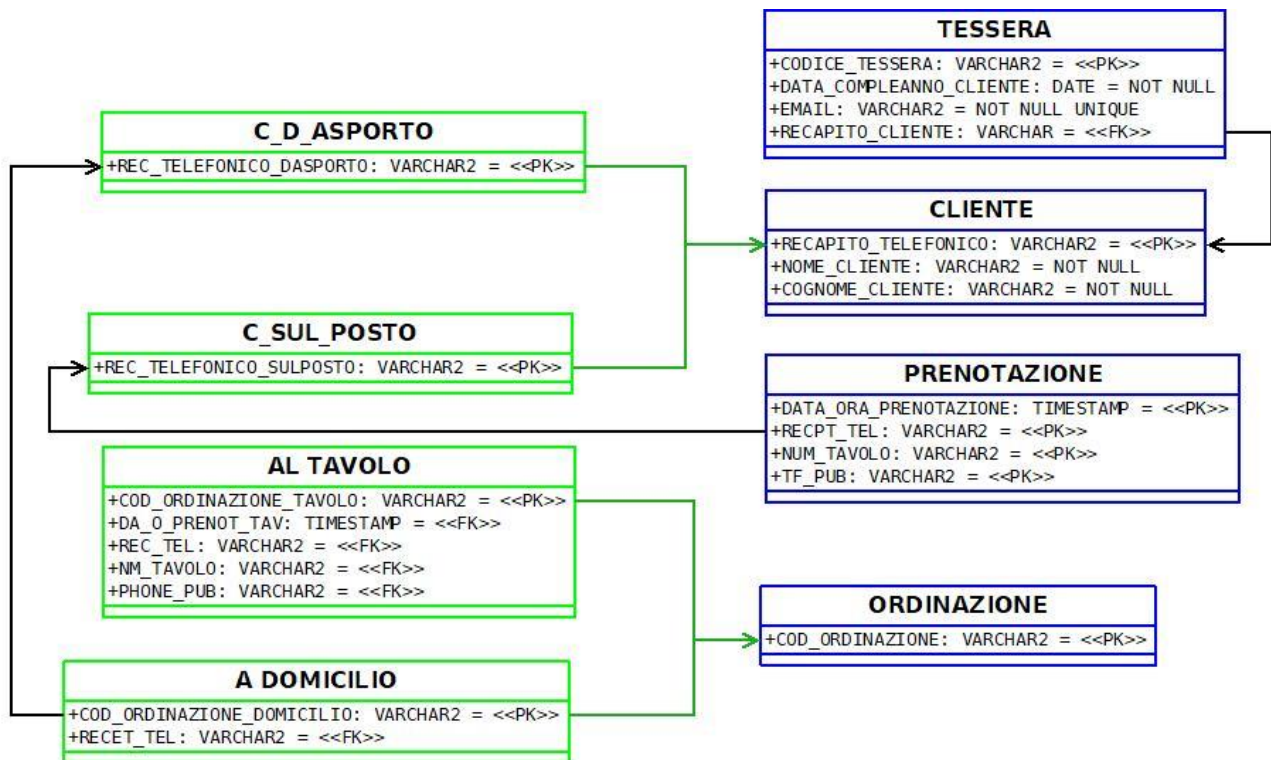 TESSERA
+CODICE_TESSERA: VARCHAR2 = <<PK>>
+DATA_COMPLEANNO_CLIENTE: DATE = NOT NULL
+EMAIL: VARCHAR2 = NOT NULL UNIQUE
+RECAPITO_CLIENTE: VARCHAR = <<FK>>
C_D_ASPORTO
+REC_TELEFONICO_DASPORTO: VARCHAR2 = <<PK>>
CLIENTE
+RECAPITO_TELEFONICO: VARCHAR2 = <<PK>>
+NOME_CLIENTE: VARCHAR2 = NOT NULL
+COGNOME_CLIENTE: VARCHAR2 = NOT NULL
C_SUL_POSTO
+REC_TELEFONICO_SULPOSTO: VARCHAR2 = <<PK>>
PRENOTAZIONE
+DATA_ORA_PRENOTAZIONE: TIMESTAMP = <<PK>>
+RECPT_TEL: VARCHAR2 = <<PK>>
+NUM_TAVOLO: VARCHAR2 = <<PK>>
+TF_PUB: VARCHAR2 = <<PK>>
AL TAVOLO
+COD_ORDINAZIONE_TAVOLO: VARCHAR2 = <<PK>>
+DA_O_PRENOT_TAV: TIMESTAMP = <<FK>>
+REC_TEL: VARCHAR2 = <<FK>>
+NM_TAVOLO: VARCHAR2 = <<FK>>
+PHONE_PUB: VARCHAR2 = <<FK>>
ORDINAZIONE
+COD_ORDINAZIONE: VARCHAR2 = <<PK>>
A DOMICILIO
+COD_ORDINAZIONE_DOMICILIO: VARCHAR2 = <<PK>>
+RECET_TEL: VARCHAR2 = <<FK>>